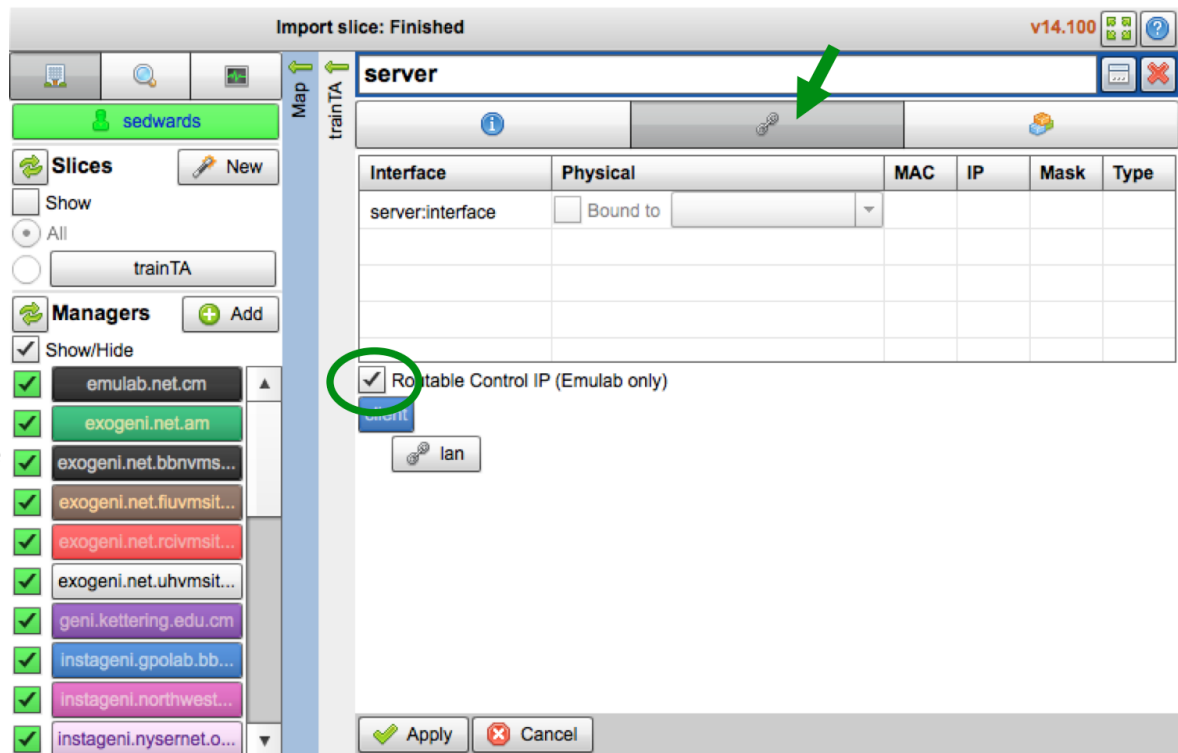 Import slice: Finished
v14.100
sedwards
Slices
New
Show
All
trainTA
Managers
Add
Show/Hide
emulab.net.cm
exogeni.net.am
exogeni.net.bbnvms...
exogeni.net.fiuvmsit...
exogeni.net.rcivmsit...
exogeni.net.uhvmsit...
geni.kettering.edu.cm
instageni.gpolab.bb...
instageni.northwest...
instageni.nysernet.o...
Map
trainTA
server
Interface Physical MAC IP Mask Type
server:interface Bound to
Routable Control IP (Emulab only)
client
lan
Apply Cancel